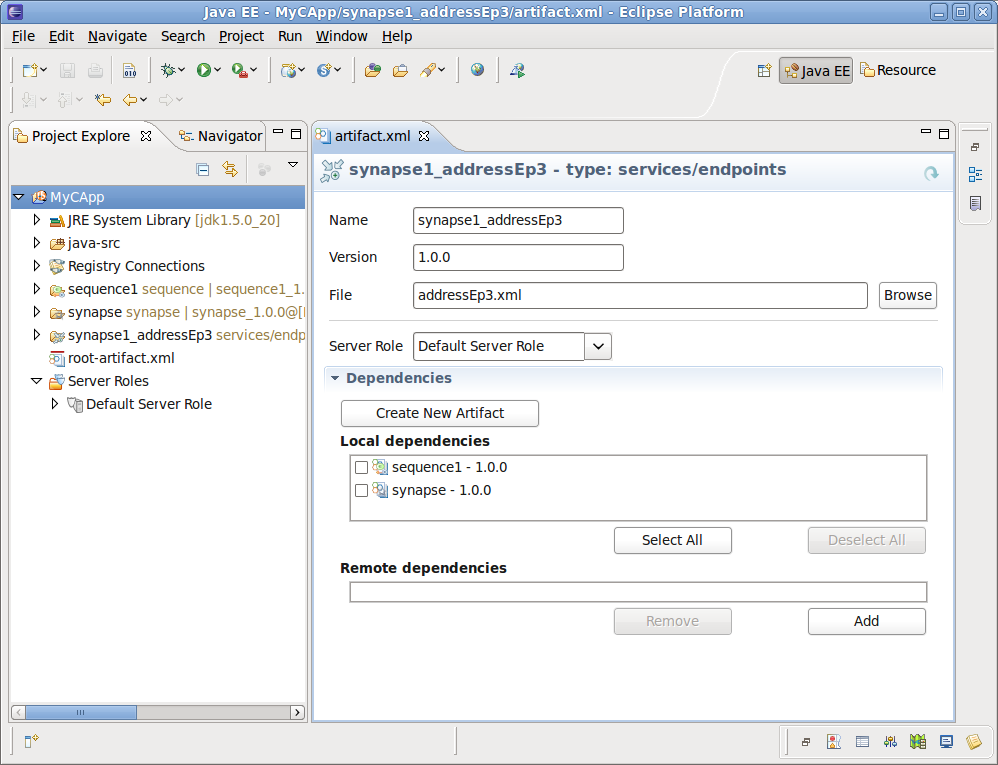 Java EE - MyCApp/synapse1_addressEp3/artifact.xml - Eclipse Platform
File Edit Navigate Search Project Run Window Help
010
Java EE Resource
Project Explore Navigator
MyCApp
JRE System Library [jdk1.5.0_20]
java-src
Registry Connections
sequence1 sequence | sequence1_1.
synapse synapse | synapse_1.0.0@[
synapse1_addressEp3 services/endp
root-artifact.xml
Server Roles
Default Server Role
artifact.xml
synapse1_addressEp3 - type: services/endpoints
Name synapse1_addressEp3
Version 1.0.0
File addressEp3.xml Browse
Server Role Default Server Role
Dependencies
Create New Artifact
Local dependencies
sequence1 - 1.0.0
synapse - 1.0.0
Select All Deselect All
Remote dependencies
Remove Add